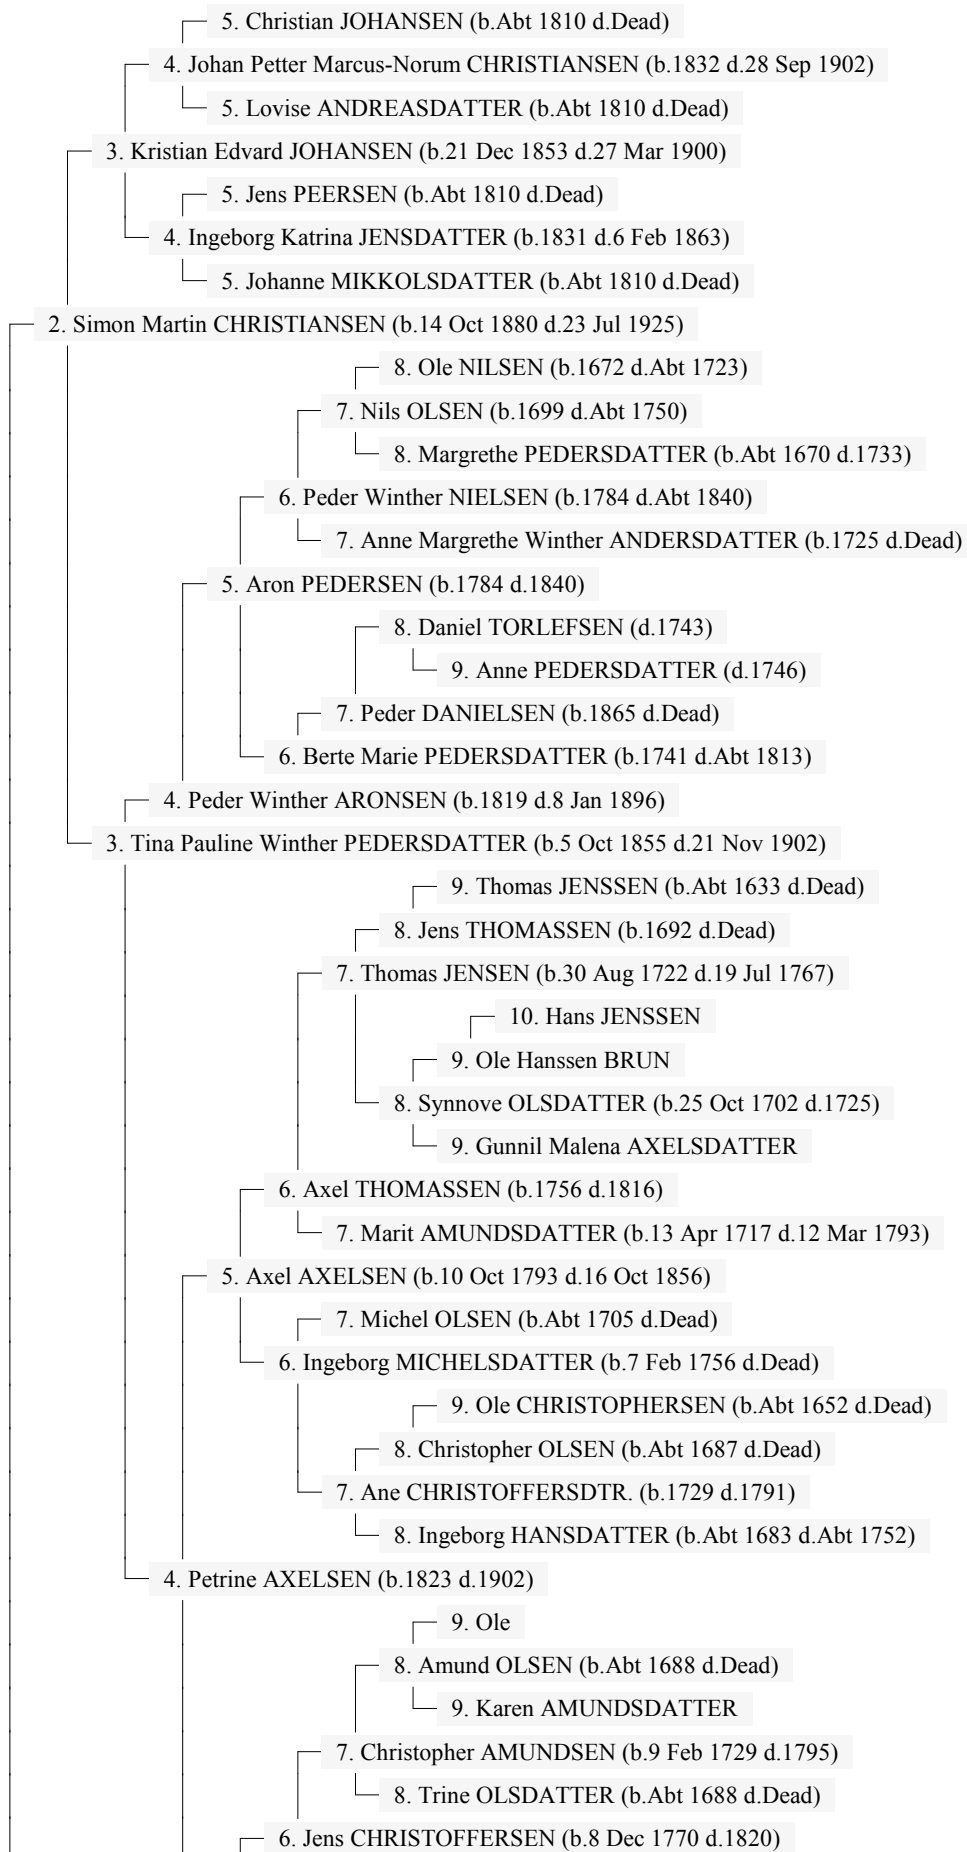 5. Christian JOHANSEN (b.Abt 1810 d.Dead)
4. Johan Petter Marcus-Norum CHRISTIANSEN (b.1832 d.28 Sep 1902)
5. Lovise ANDREASDATTER (b.Abt 1810 d.Dead)
3. Kristian Edvard JOHANSEN (b.21 Dec 1853 d.27 Mar 1900)
5. Jens PEERSEN (b.Abt 1810 d.Dead)
4. Ingeborg Katrina JENSDATTER (b.1831 d.6 Feb 1863)
5. Johanne MIKKOLSDATTER (b.Abt 1810 d.Dead)
2. Simon Martin CHRISTIANSEN (b.14 Oct 1880 d.23 Jul 1925)
8. Ole NILSEN (b.1672 d.Abt 1723)
7. Nils OLSEN (b.1699 d.Abt 1750)
8. Margrethe PEDERSDATTER (b.Abt 1670 d.1733)
6. Peder Winther NIELSEN (b.1784 d.Abt 1840)
7. Anne Margrethe Winther ANDERSDATTER (b.1725 d.Dead)
5. Aron PEDERSEN (b.1784 d.1840)
8. Daniel TORLEFSEN (d.1743)
9. Anne PEDERSDATTER (d.1746)
7. Peder DANIELSEN (b.1865 d.Dead)
6. Berte Marie PEDERSDATTER (b.1741 d.Abt 1813)
4. Peder Winther ARONSEN (b.1819 d.8 Jan 1896)
3. Tina Pauline Winther PEDERSDATTER (b.5 Oct 1855 d.21 Nov 1902)
9. Thomas JENSSEN (b.Abt 1633 d.Dead)
8. Jens THOMASSEN (b.1692 d.Dead)
7. Thomas JENSEN (b.30 Aug 1722 d.19 Jul 1767)
10. Hans JENSSEN
9. Ole Hanssen BRUN
8. Synnove OLSDATTER (b.25 Oct 1702 d.1725)
9. Gunnil Malena AXELSDATTER
6. Axel THOMASSEN (b.1756 d.1816)
7. Marit AMUNDSDATTER (b.13 Apr 1717 d.12 Mar 1793)
5. Axel AXELSEN (b.10 Oct 1793 d.16 Oct 1856)
7. Michel OLSEN (b.Abt 1705 d.Dead)
6. Ingeborg MICHELSDATTER (b.7 Feb 1756 d.Dead)
9. Ole CHRISTOPHERSEN (b.Abt 1652 d.Dead)
8. Christopher OLSEN (b.Abt 1687 d.Dead)
7. Ane CHRISTOFFERSDTR. (b.1729 d.1791)
8. Ingeborg HANSDATTER (b.Abt 1683 d.Abt 1752)
4. Petrine AXELSEN (b.1823 d.1902)
9. Ole
8. Amund OLSEN (b.Abt 1688 d.Dead)
9. Karen AMUNDSDATTER
7. Christopher AMUNDSEN (b.9 Feb 1729 d.1795)
8. Trine OLSDATTER (b.Abt 1688 d.Dead)
6. Jens CHRISTOFFERSEN (b.8 Dec 1770 d.1820)